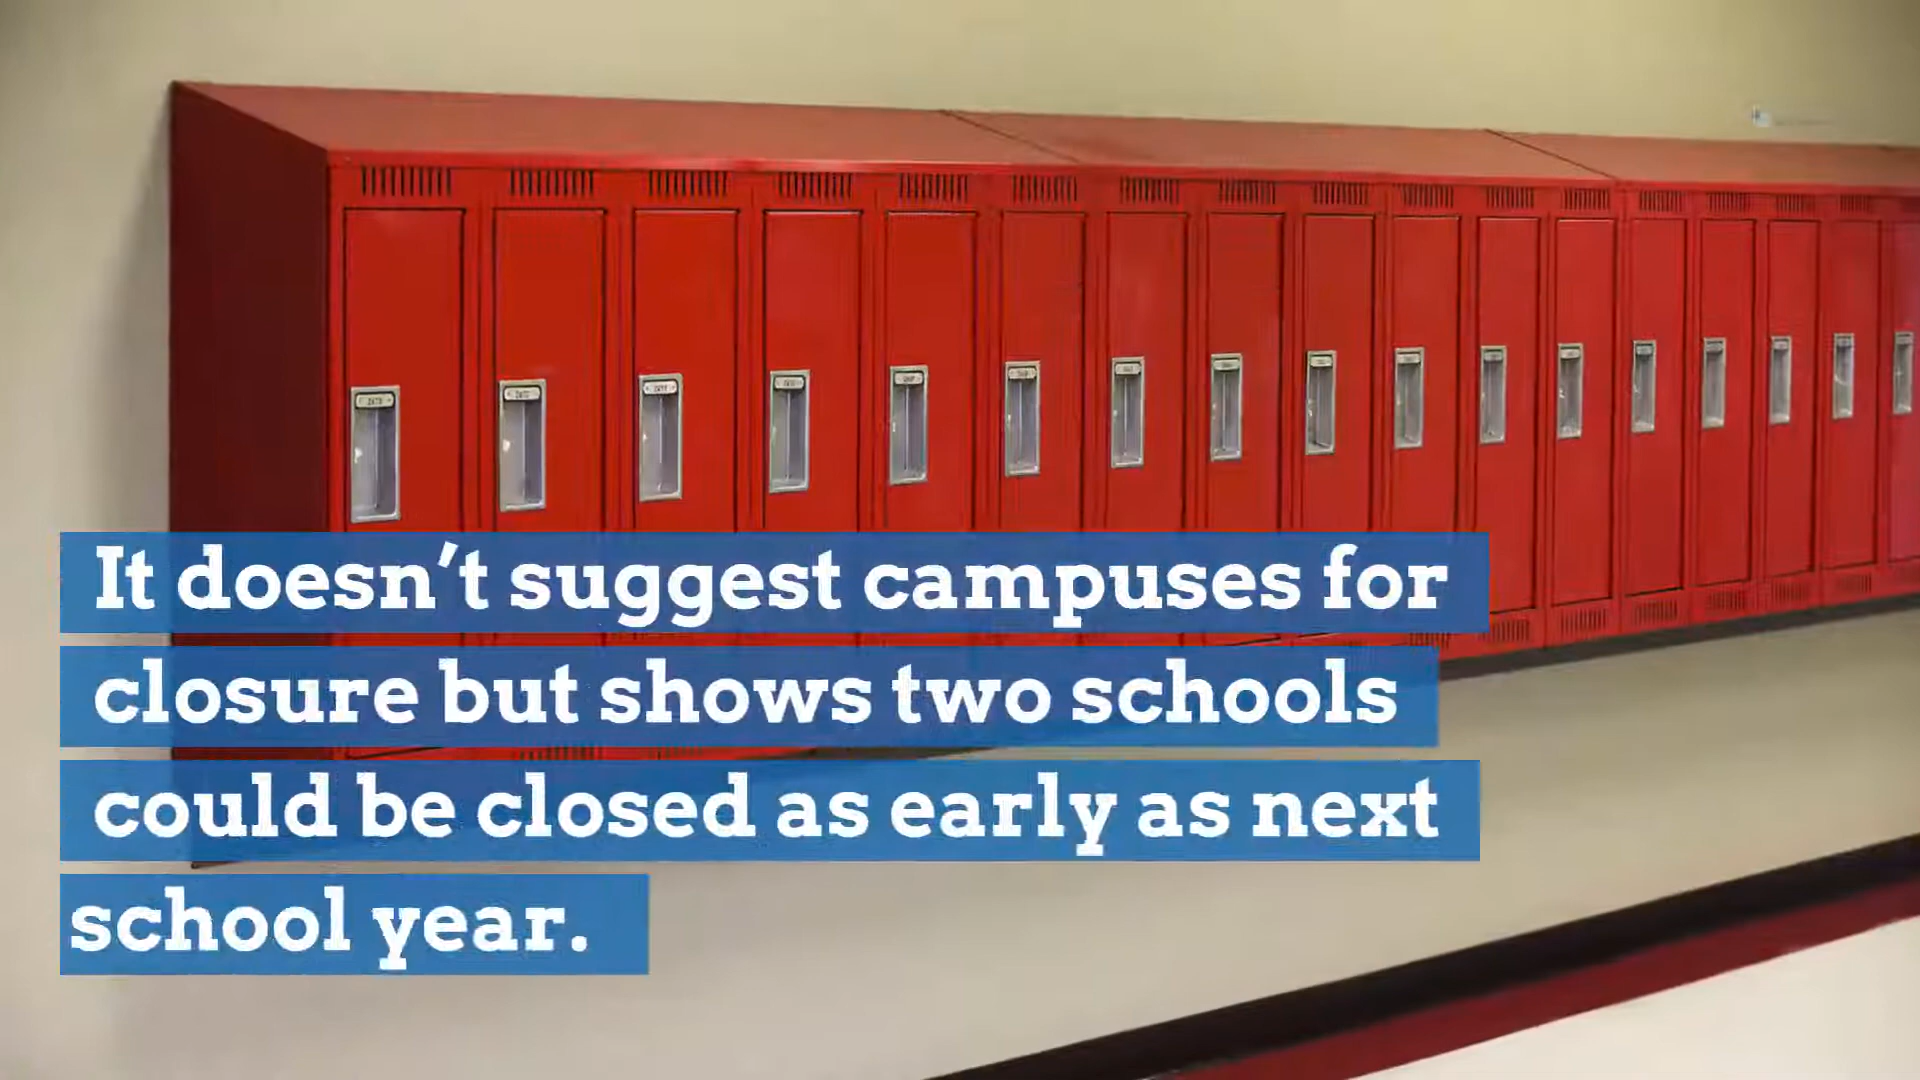 It doesn’t suggest campuses for
closure but shows two schools
could be closed as early as next
school year.